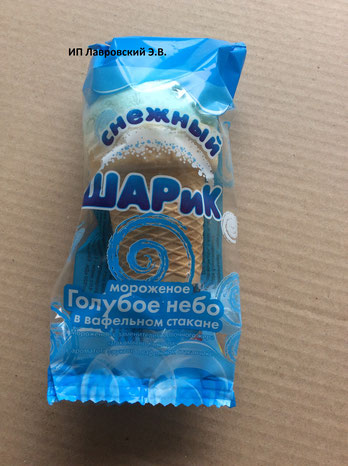 ИП Лавровский Э.В.
снежный
ШАРиК
мороженое
Голубое небо
в вафельном стакане